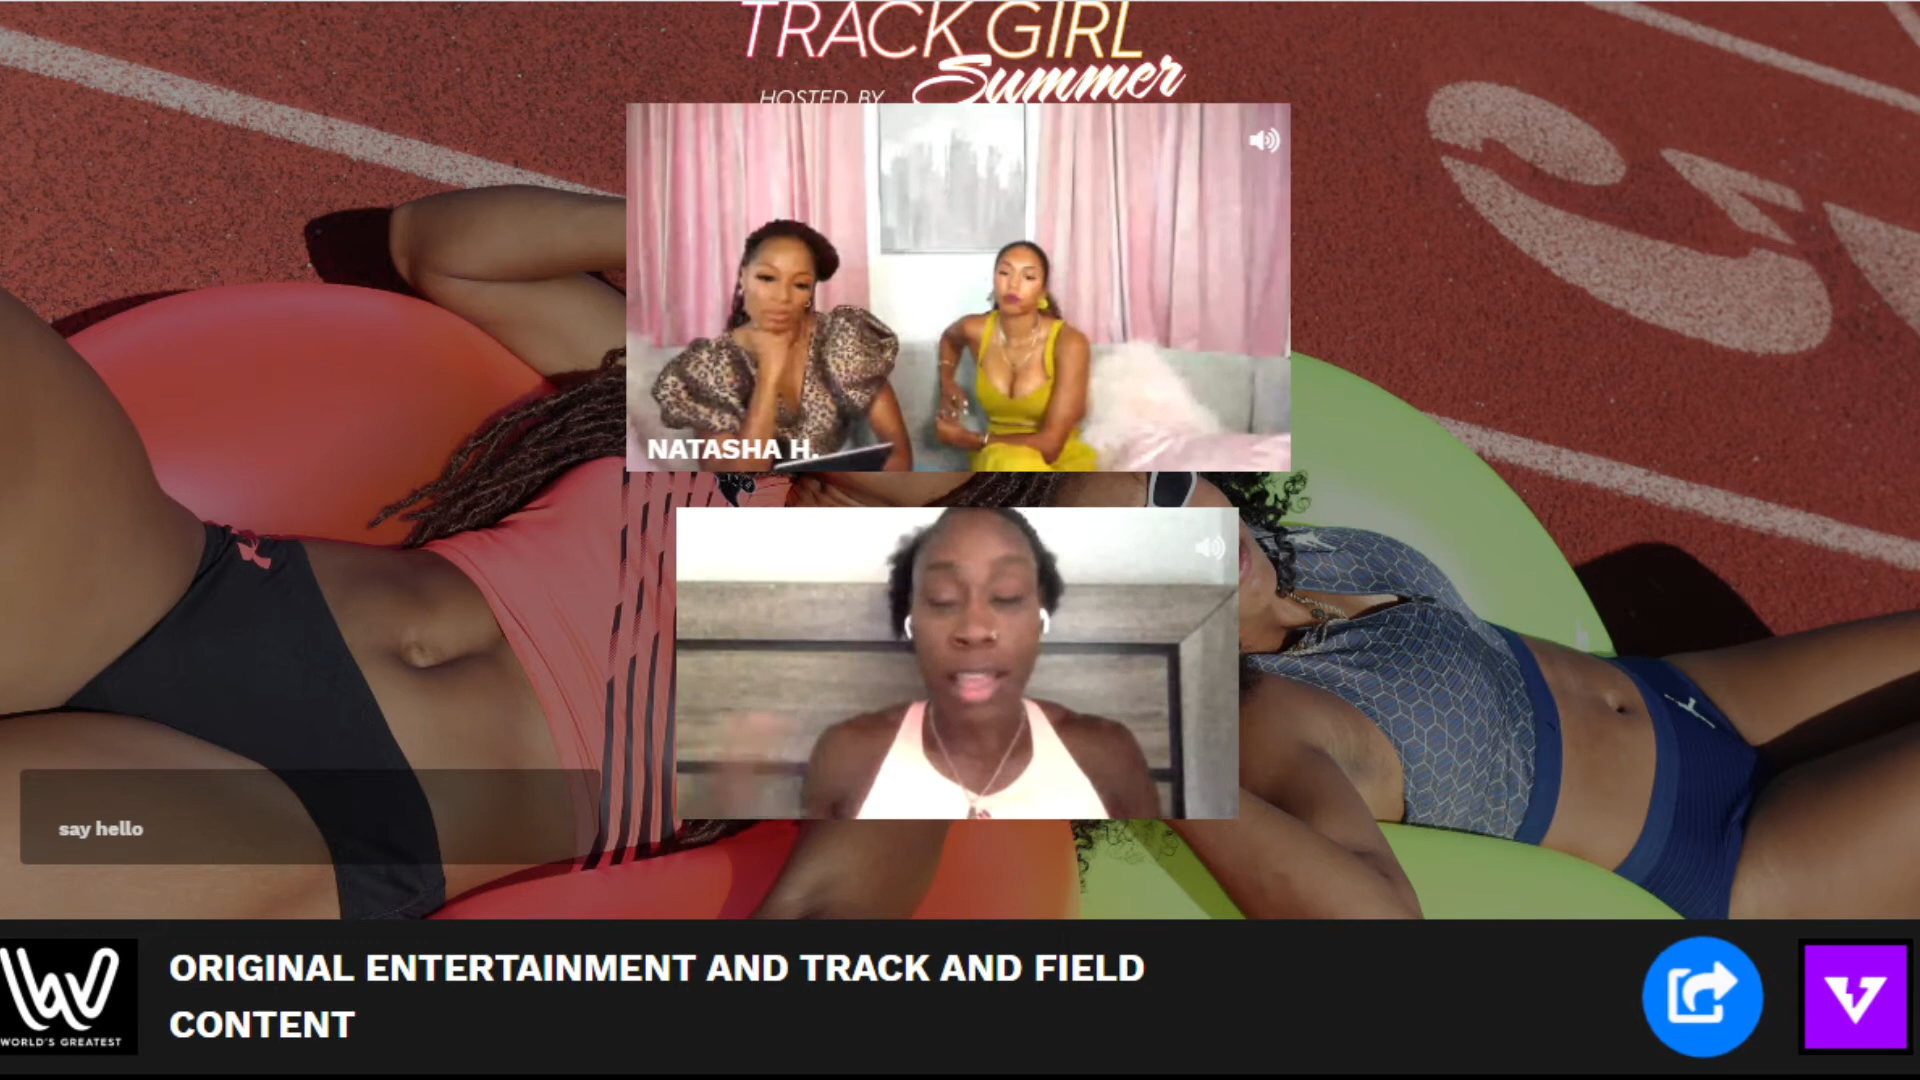 TRACK GIRL
Summer
HOSTED BY
NATASHA H.
say hello
ORIGINAL ENTERTAINMENT AND TRACK AND FIELD
CONTENT
WORLD'S GREATEST